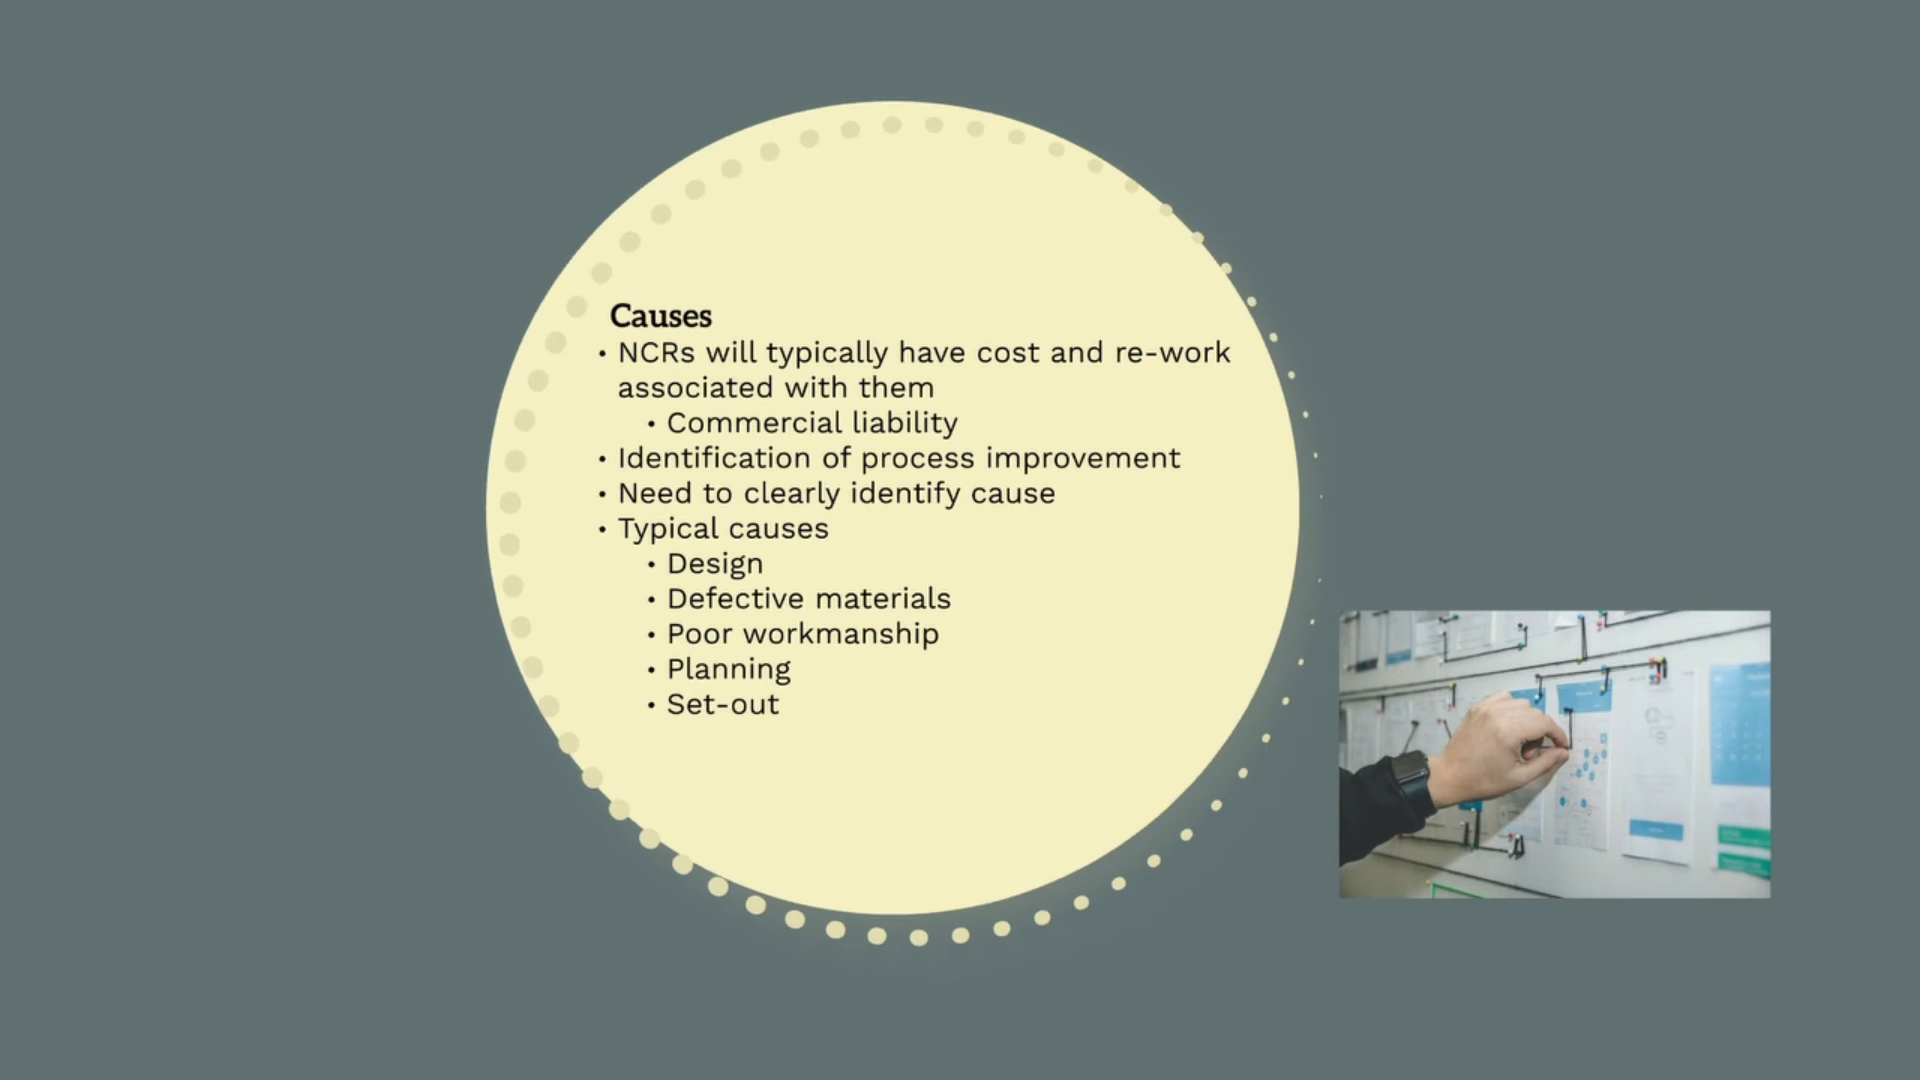 Causes
• NCRs will typically have cost and re-work
associated with them
• Commercial liability
• Identification of process improvement
• Need to clearly identify cause
• Typical causes
• Design
• Defective materials
• Poor workmanship
• Planning
• Set-out